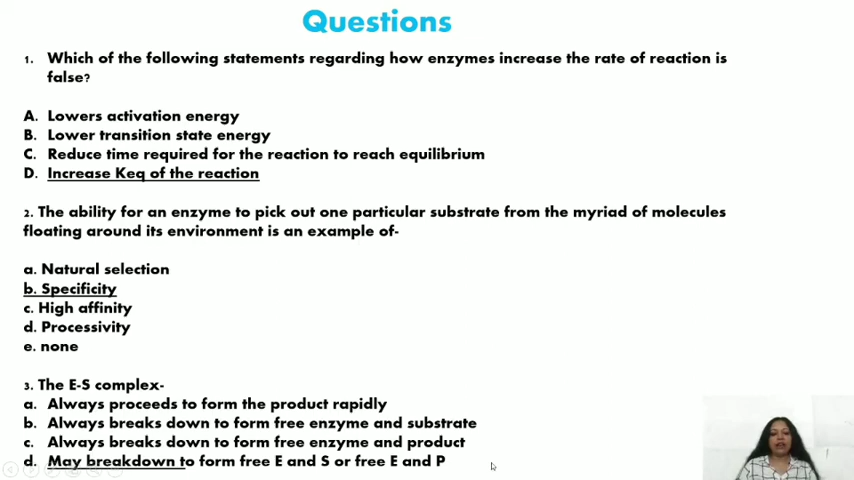 Questions
1. Which of the following statements regarding how enzymes increase the rate of reaction is
false?
A. Lowers activation energy
B. Lower transition state energy
C. Reduce time required for the reaction to reach equilibrium
D. Increase Keq of the reaction
2. The ability for an enzyme to pick out one particular substrate from the myriad of molecules
floating around its environment is an example of-
a. Natural selection
b. Specificity
c. High affinity
d. Processivity
e. none
3. The E-S complex-
a. Always proceeds to form the product rapidly
b. Always breaks down to form free enzyme and substrate
c. Always breaks down to form free enzyme and product
d. May breakdown to form free E and S or free E and P